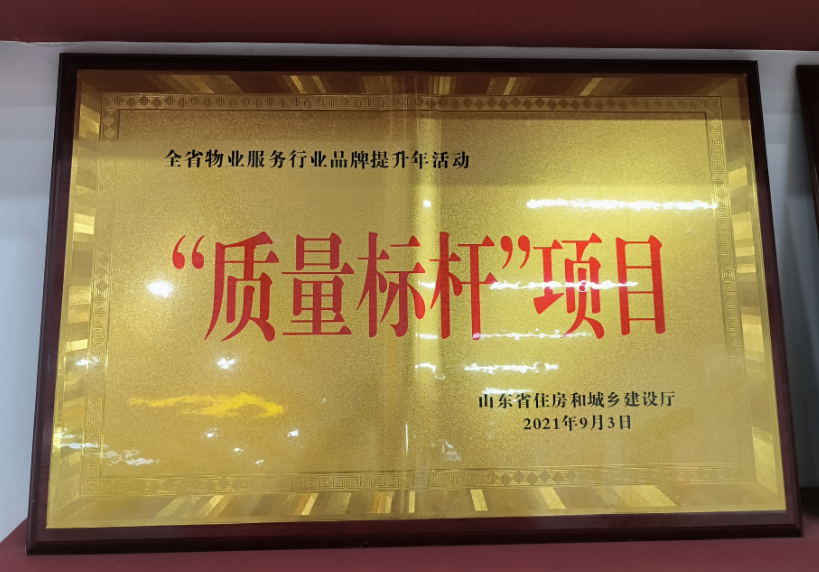 全省物业服务行业品牌提升年活动
“质量标杆”项目
山东省住房和城乡建设厅
2021年9月3日